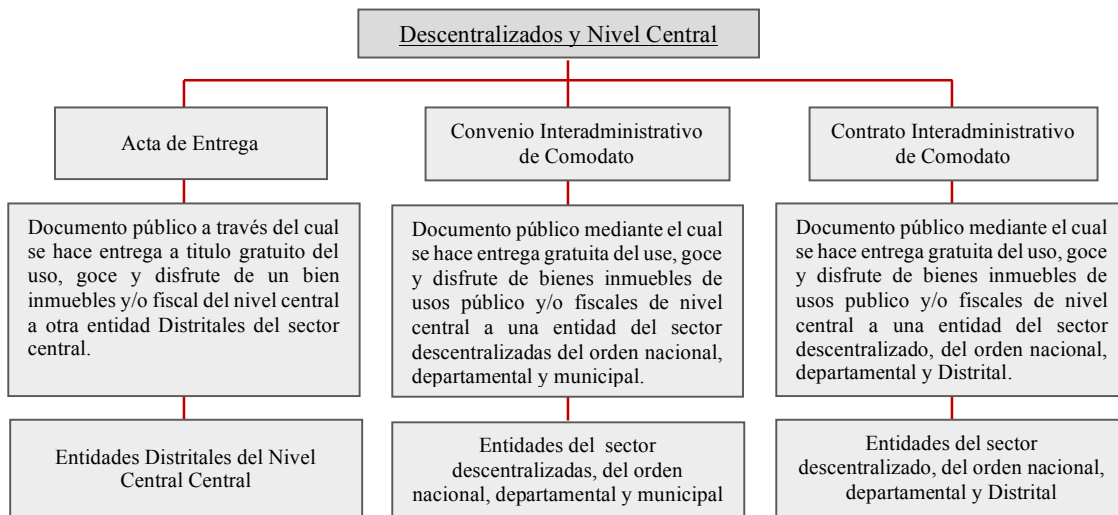 Descentralizados y Nivel Central
Acta de Entrega
Convenio Interadministrativo
de Comodato
Contrato Interadministrativo
de Comodato
Documento público a través del cual
se hace entrega a titulo gratuito del
uso, goce y disfrute de un bien
inmuebles y/o fiscal del nivel central
a otra entidad Distritales del sector
central.
Documento público mediante el cual
se hace entrega gratuita del use, goce
y disfrute de bienes inmuebles de
usos público y/o fiscales de nivel
central a una entidad del sector
descentralizadas del orden nacional,
departamental y municipal.
Documento público mediante el cual
se hace entrega gratuita del uso, goce
y disfrute de bienes inmuebles de
usos publico y/o fiscales de nivel
central a una entidad del sector
descentralizado, del orden nacional,
departamental y Distrital.
Entidades Distritales del Nivel
Central Central
Entidades del sector
descentralizadas, del orden
nacional, departamental y municipal
Entidades del sector
descentralizado, del orden nacional,
departamental y Distrital